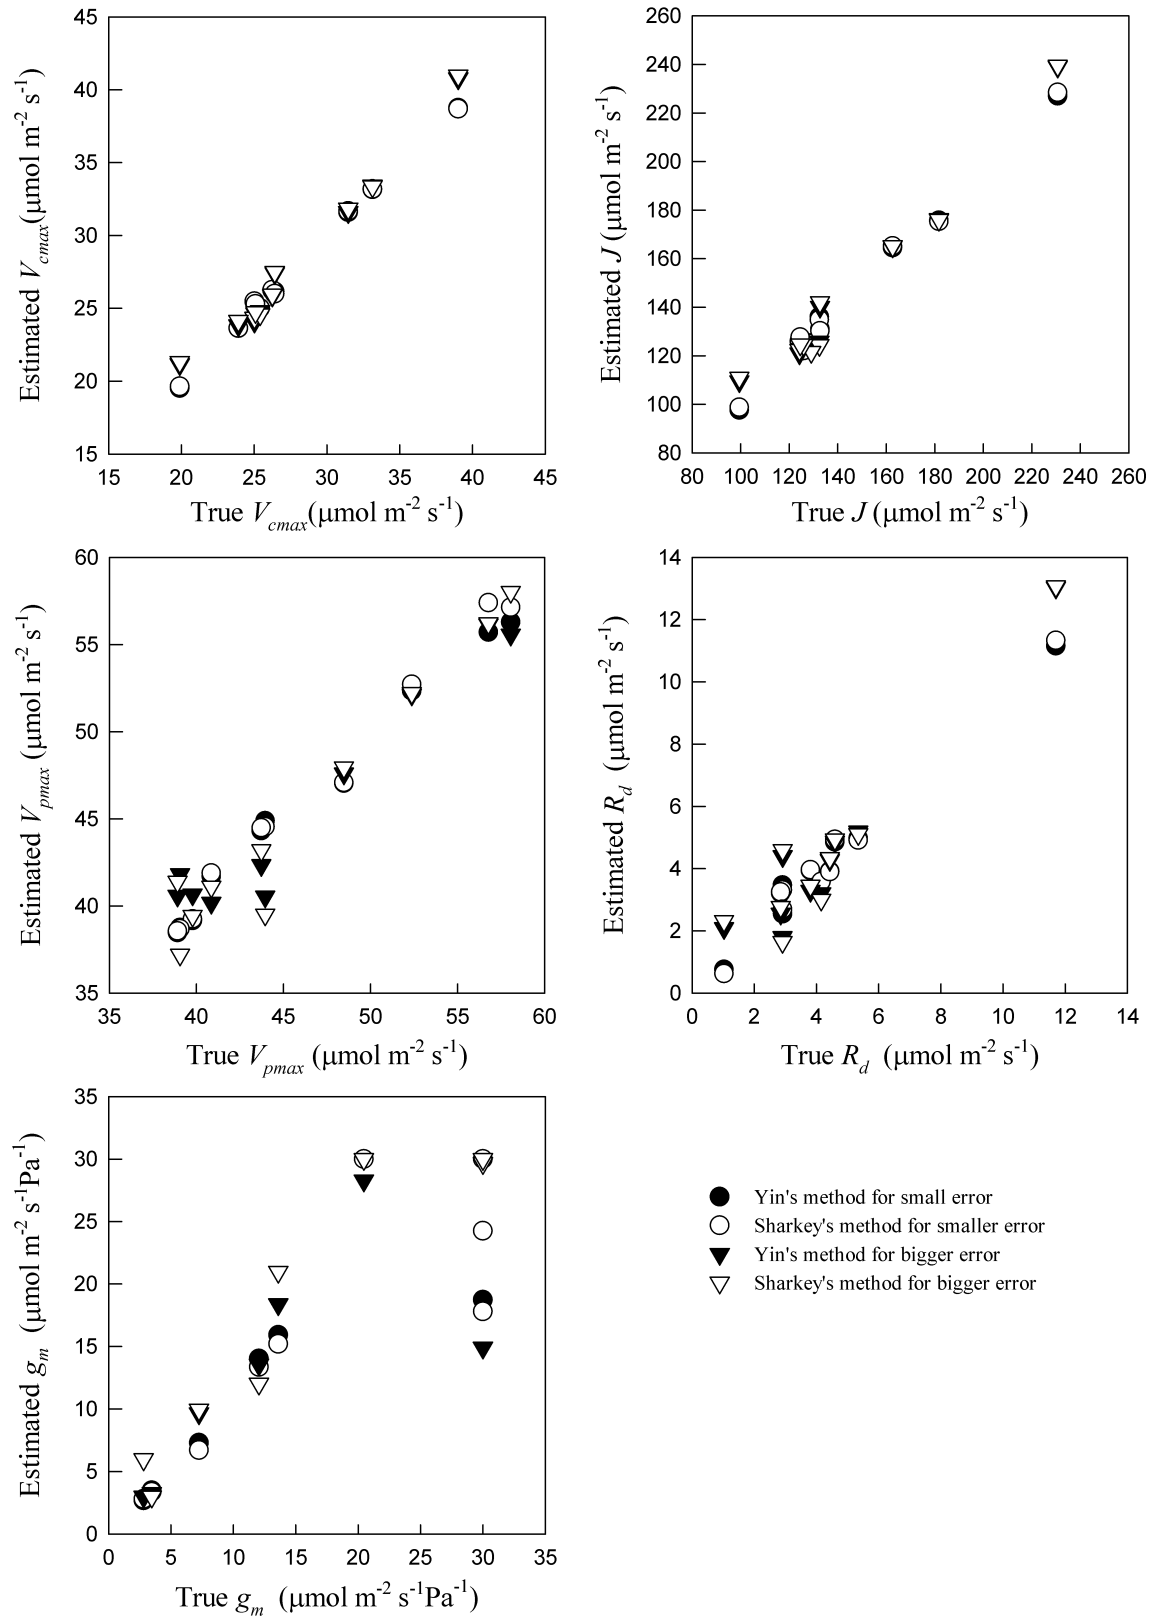 45
40
35
30
25
20
15
15 20 25 30 35 40 45
Estimated Vcmax(μmol m-2 s-1)
True Vcmax(μmol m-2 s-1)
260
240
220
200
180
160
140
120
100
80
80 100 120 140 160 180 200 220 240 260
Estimated J (μmol m-2 s-1)
True J (μmol m-2 s-1)
60
55
50
45
40
35
35 40 45 50 55 60
Estimated Vpmax (μmol m-2 s-1)
True Vpmax (μmol m-2 s-1)
14
12
10
8
6
4
2
0
0 2 4 6 8 10 12 14
Estimated Rd (μmol m-2 s-1)
True Rd (μmol m-2 s-1)
35
30
25
20
15
10
5
0
0 5 10 15 20 25 30 35
Estimated gm (μmol m-2 s-1Pa-1)
True gm (μmol m-2 s-1Pa-1)
Yin's method for small error
Sharkey's method for smaller error
Yin's method for bigger error
Sharkey's method for bigger error